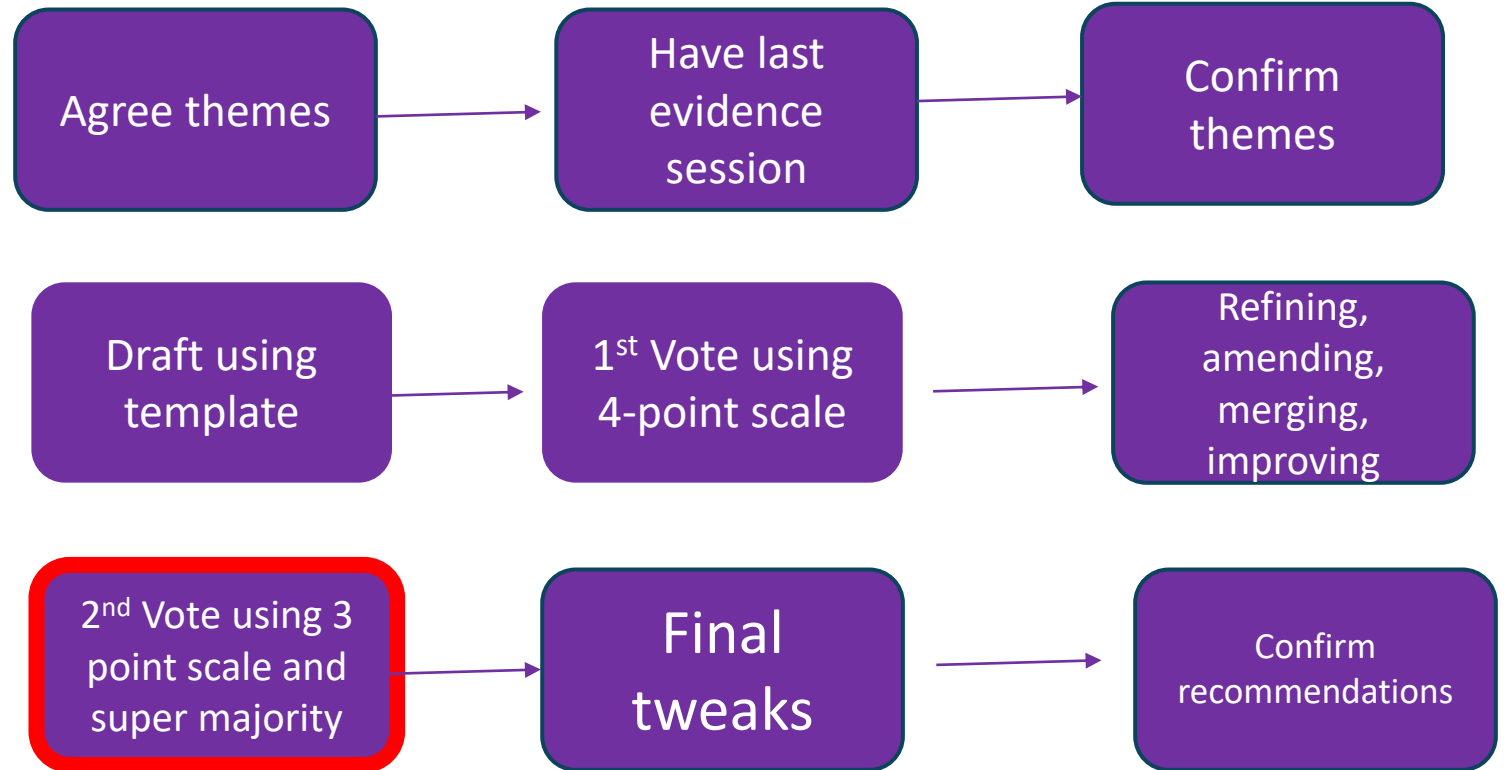 Agree themes
Have last
evidence
session
Confirm
themes
Draft using
template
1st Vote using
4-point scale
Refining,
amending,
merging,
improving
2nd Vote using 3
point scale and
super majority
Final
tweaks
Confirm
recommendations